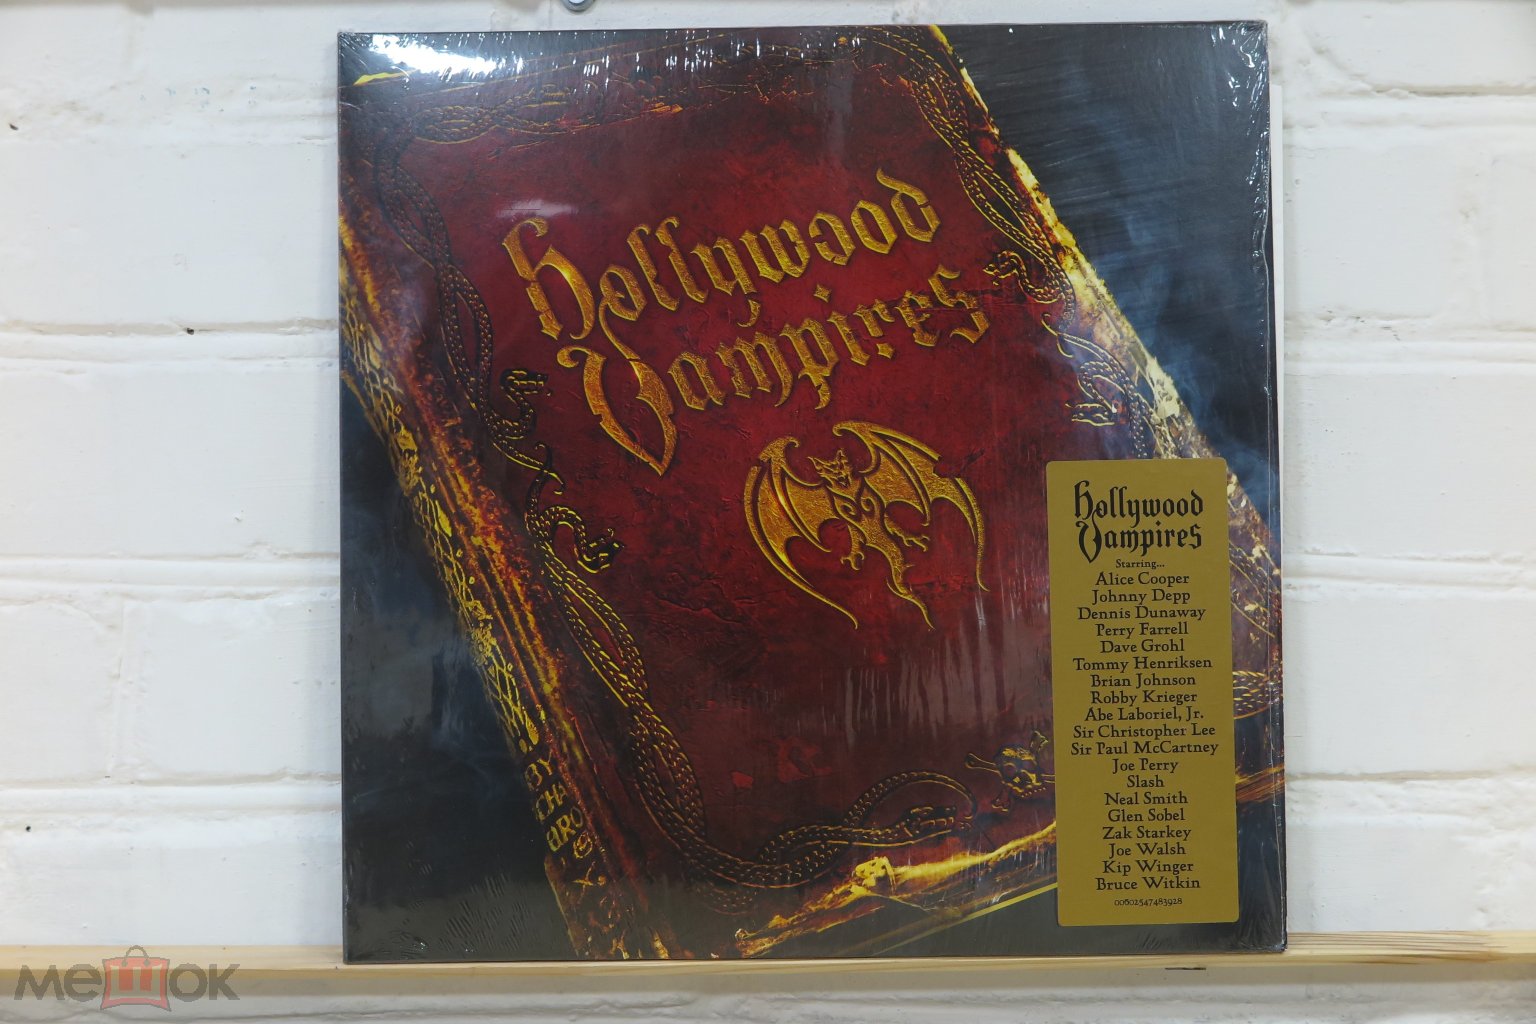 Hollywood
Vampires
BY
Hollywood
Vampires
Starring...
Alice Cooper
Johnny Depp
Dennis Dunaway
Perry Farrell
Dave Grohl
Tommy Henriksen
Brian Johnson
Robby Krieger
Abe Laboriel, Jr.
Sir Christopher Lee
Sir Paul McCartney
Joe Perry
Slash
Neal Smith
Glen Sobel
Zak Starkey
Joe Walsh
Kip Winger
Bruce Witkin
00602547483928
мешок